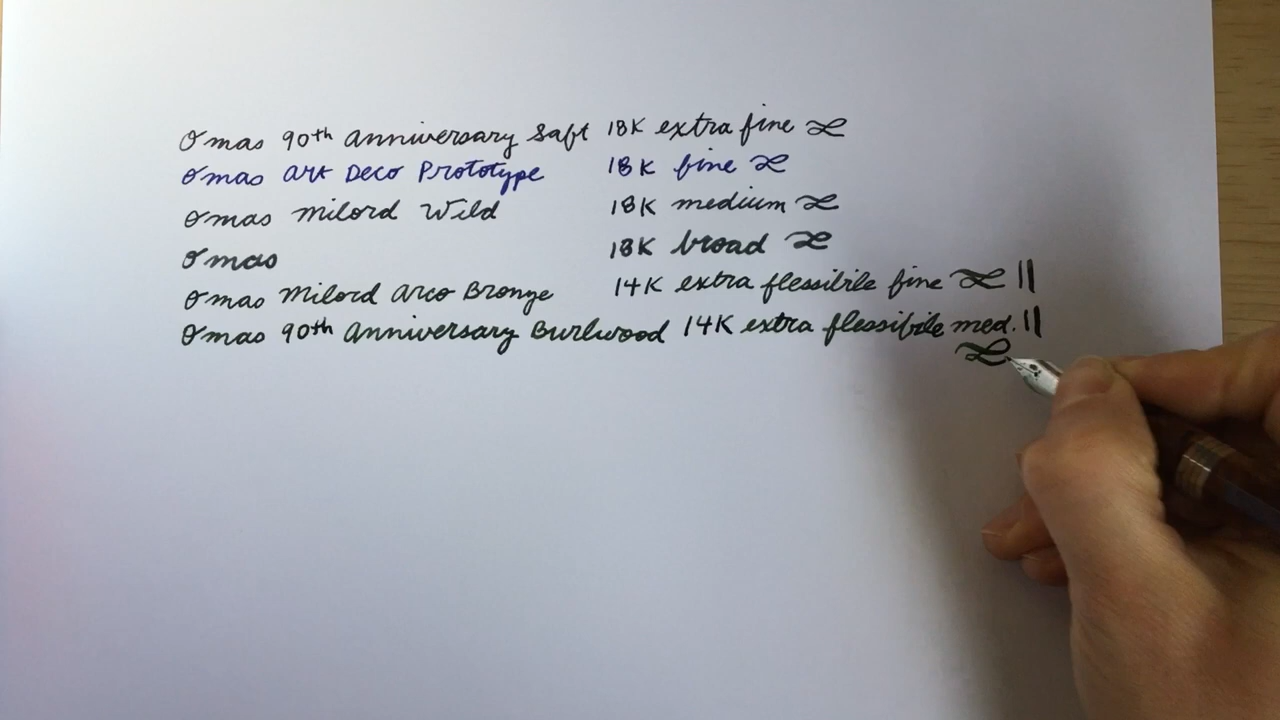 Omas 90th Anniversary Saft 18K extra fine
Omas Art Deco Prototype 18K fine
Omas Milord Wild 18K medium
Omas 18K broad
Omas Milord Arco Bronze 14K extra flessibile fine ||
Omas 90th Anniversary Burlwood 14K extra flessibile med. ||